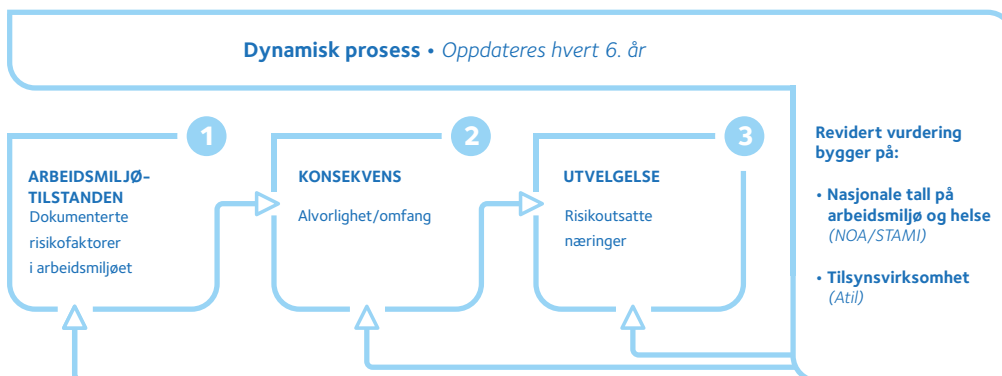 Dynamisk prosess • Oppdateres hvert 6. år
1
ARBEIDSMILJØ-
TILSTANDEN
Dokumenterte
risikofaktorer
i arbeidsmiljøet
2
KONSEKVENS
Alvorlighet/omfang
3
UTVELGELSE
Risikoutsatte
næringer
Revidert vurdering
bygger på:
• Nasjonale tall på
arbeidsmiljø og helse
(NOA/STAMI)
• Tilsynsvirksomhet
(Atil)